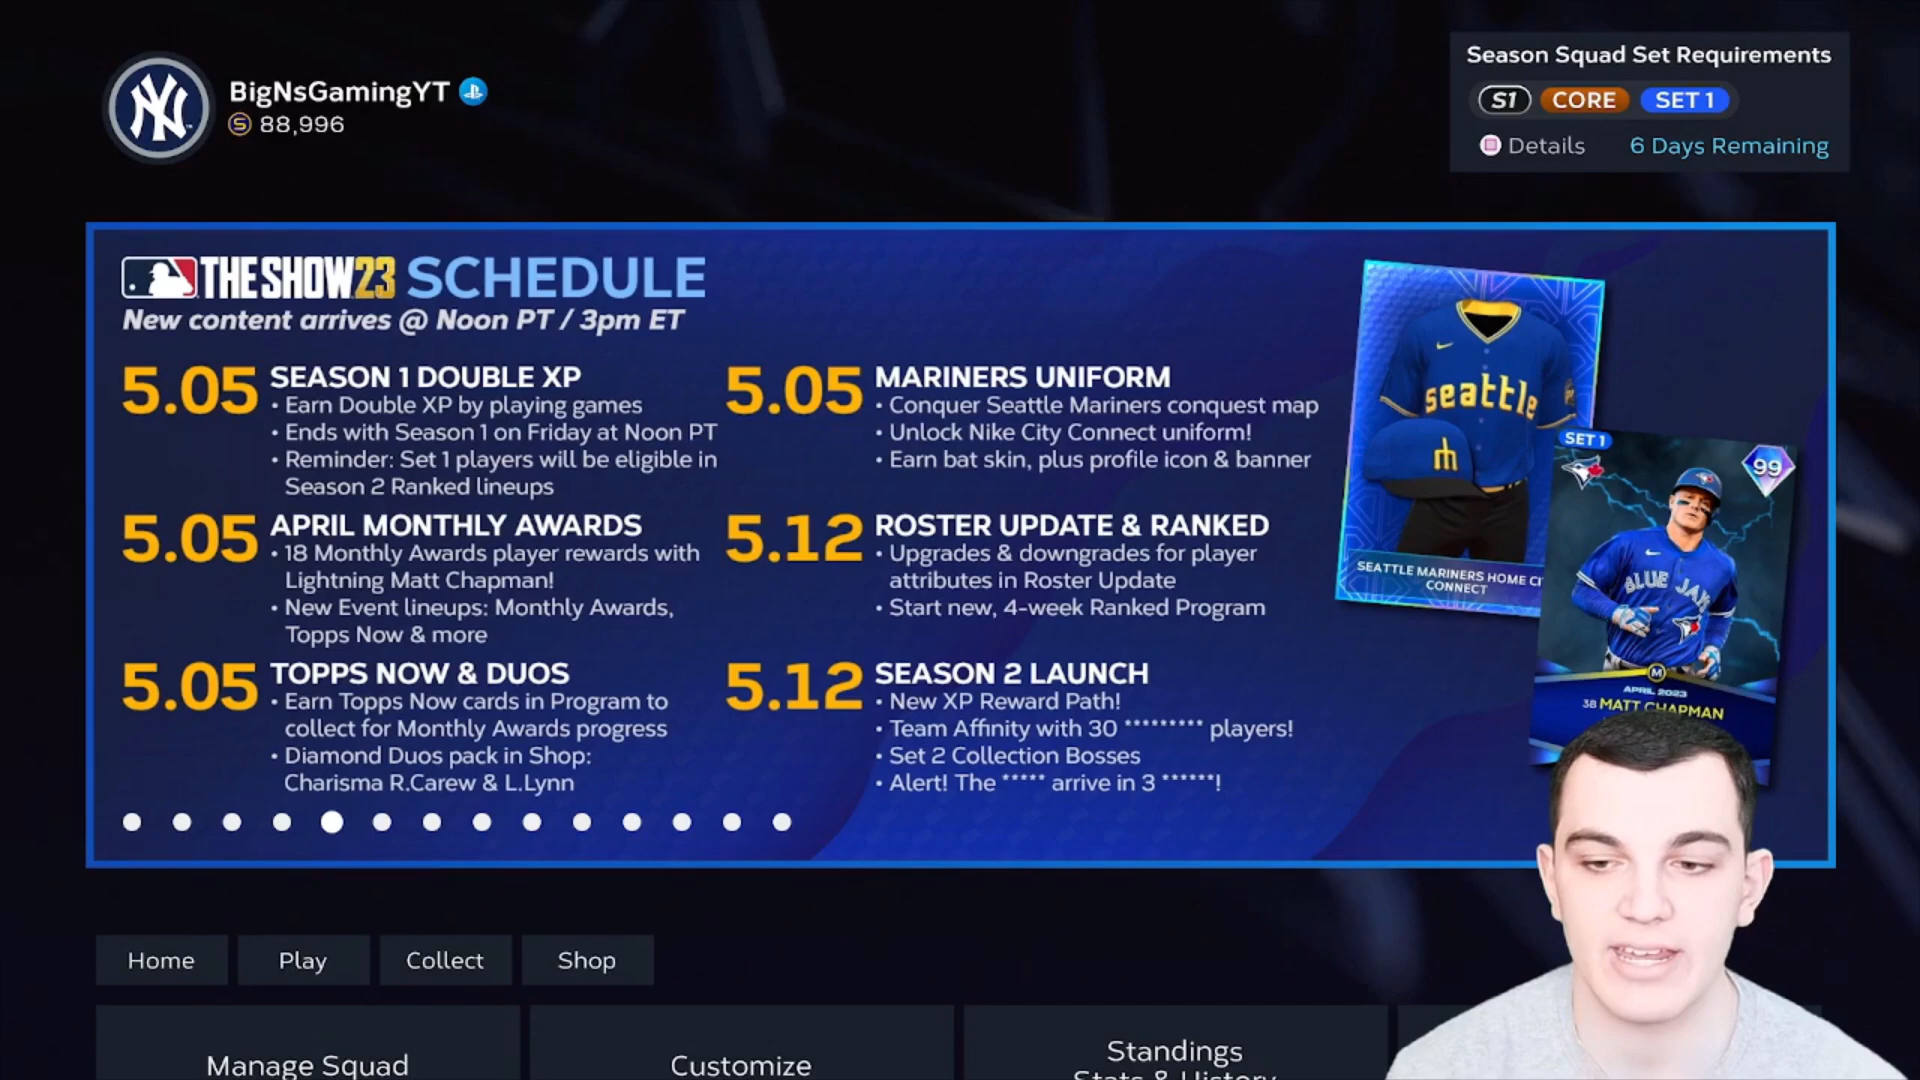 BigNsGamingYT
88,996
Season Squad Set Requirements
S1 CORE SET 1
Details 6 Days Remaining
THE SHOW 23 SCHEDULE
New content arrives @ Noon PT / 3pm ET
5.05 SEASON 1 DOUBLE XP
• Earn Double XP by playing games
• Ends with Season 1 on Friday at Noon PT
• Reminder: Set 1 players will be eligible in
Season 2 Ranked lineups
5.05 APRIL MONTHLY AWARDS
• 18 Monthly Awards player rewards with
Lightning Matt Chapman!
• New Event lineups: Monthly Awards,
Topps Now & more
5.05 TOPPS NOW & DUOS
• Earn Topps Now cards in Program to
collect for Monthly Awards progress
• Diamond Duos pack in Shop:
Charisma R.Carew & L.Lynn
5.05 MARINERS UNIFORM
• Conquer Seattle Mariners conquest map
• Unlock Nike City Connect uniform!
• Earn bat skin, plus profile icon & banner
5.12 ROSTER UPDATE & RANKED
• Upgrades & downgrades for player
attributes in Roster Update
• Start new, 4-week Ranked Program
5.12 SEASON 2 LAUNCH
• New XP Reward Path!
• Team Affinity with 30 ********* players!
• Set 2 Collection Bosses
• Alert! The ***** arrive in 3 ******!
seattle
SEATTLE MARINERS HOME CI
CONNECT
SET 1
99
BLUE JAY
M
APRIL 2023
3B MATT CHAPMAN
Home Play Collect Shop
Manage Squad
Customize
Standings
Stats & History